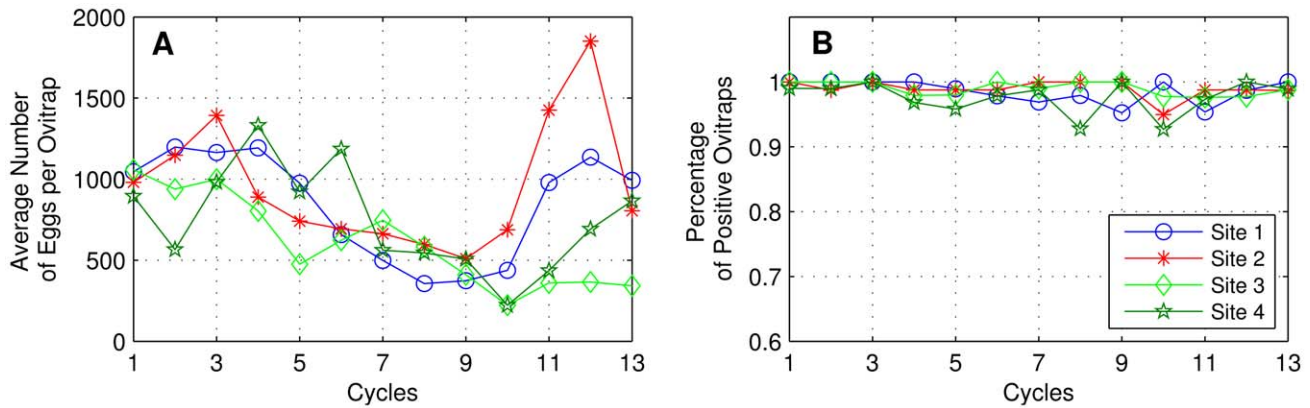 A
Average Number
of Eggs per Ovitrap
2000
1500
1000
500
0
1 3 5 7 9 11 13
Cycles
B
Percentage
of Positive Ovitraps
1
0.9
0.8
0.7
0.6
1 3 5 7 9 11 13
Cycles
Site 1
Site 2
Site 3
Site 4